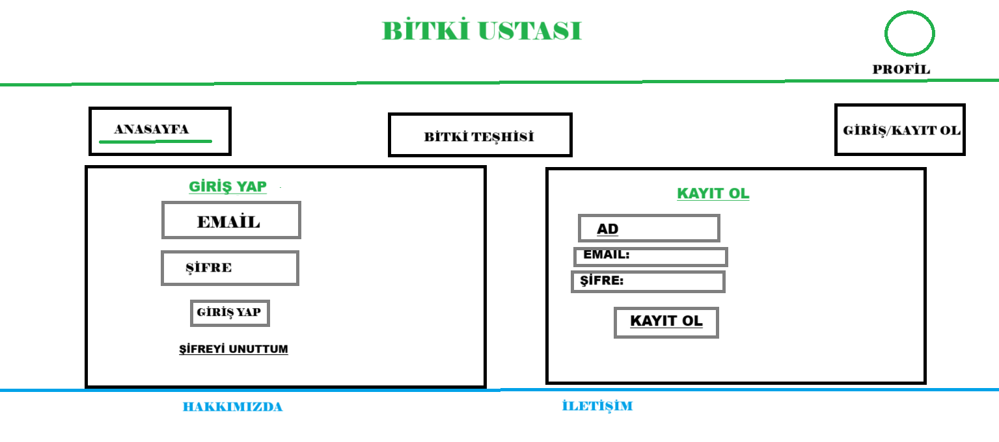 BİTKİ USTASI
PROFİL
ANASAYFA
BİTKİ TEŞHİSİ
GİRİŞ/KAYIT OL
GİRİŞ YAP
EMAİL
ŞİFRE
GİRİŞ YAP
ŞİFREYİ UNUTTUM
KAYIT OL
AD
EMAIL:
ŞİFRE:
KAYIT OL
HAKKIMIZDA
İLETİŞİM